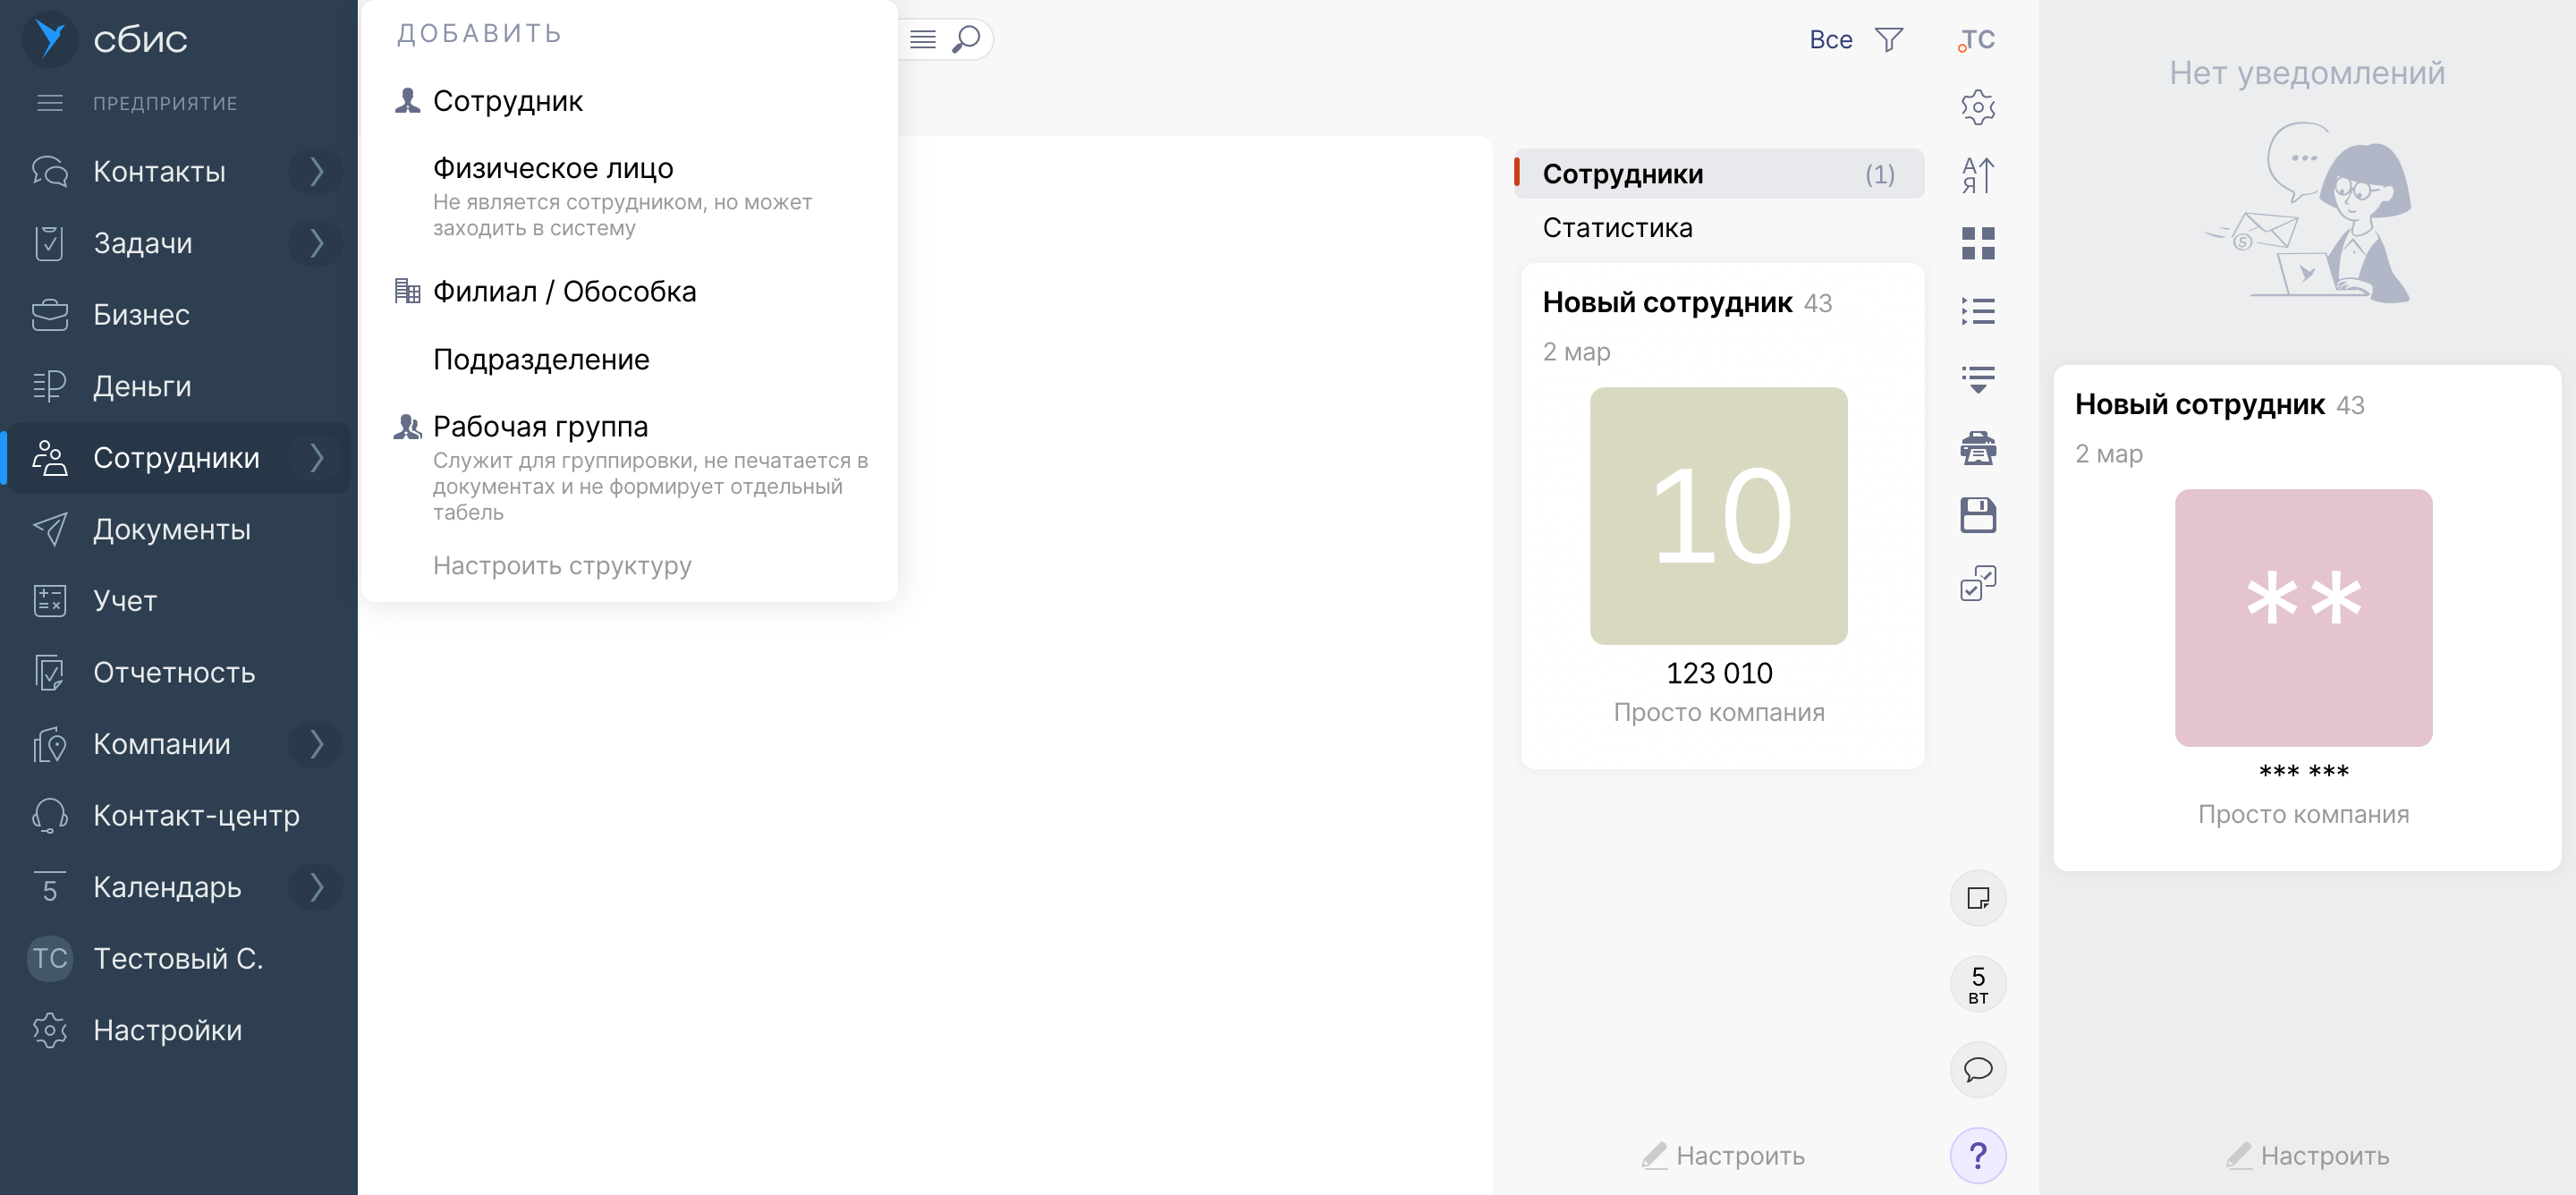 сбис
ПРЕДПРИЯТИЕ
Контакты
Задачи
Бизнес
Деньги
Сотрудники
Документы
Учет
Отчетность
Компании
Контакт-центр
5
Календарь
ТС
Тестовый С.
Настройки
ДОБАВИТЬ
Сотрудник
Физическое лицо
Не является сотрудником, но может
заходить в систему
Филиал / Обособка
Подразделение
Рабочая группа
Служит для группировки, не печатается в
документах и не формирует отдельный
табель
Настроить структуру
Все
Сотрудники (1)
Статистика
Новый сотрудник 43
2 мар
10
123 010
Просто компания
Настроить
ТС
А
Я
5
вт
?
Нет уведомлений
5
Новый сотрудник 43
2 мар
**
*** ***
Просто компания
Настроить